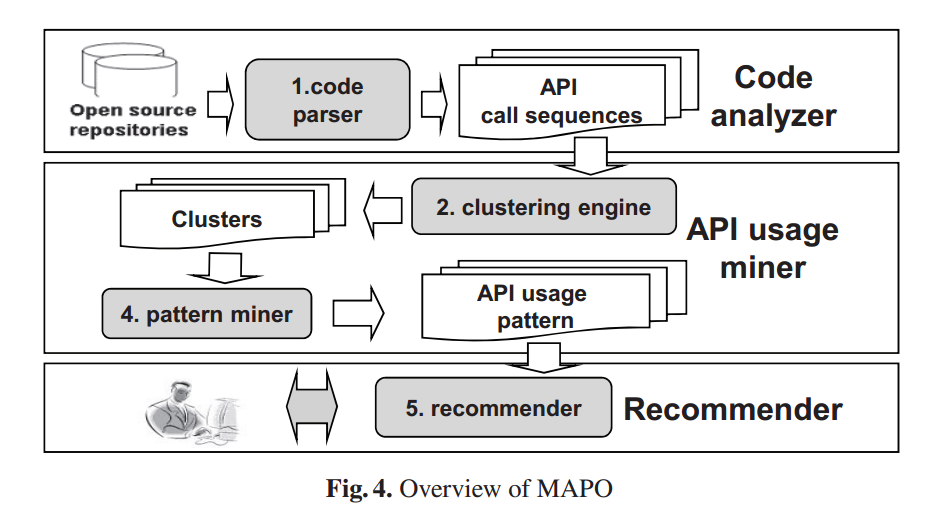 Open source
repositories
1.code
parser
API
call sequences
Code
analyzer
Clusters
2. clustering engine
API usage
miner
4. pattern miner
API usage
pattern
5. recommender
Recommender
Fig. 4. Overview of MAPO